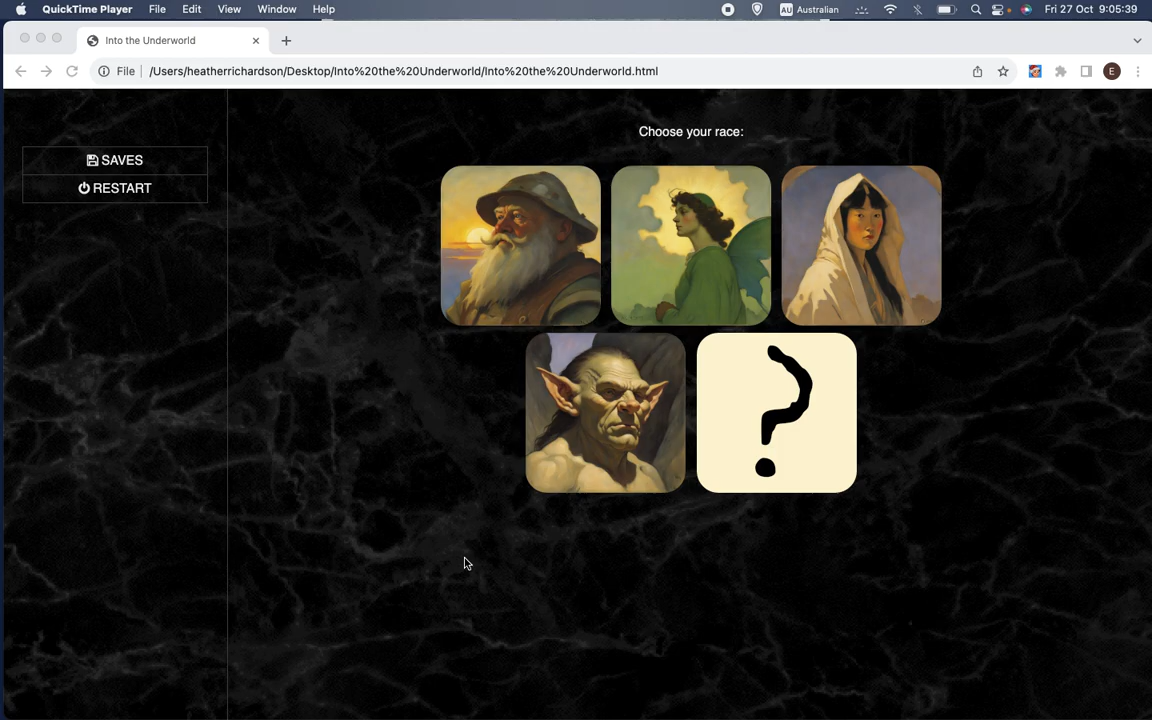 QuickTime Player File Edit View Window Help AU Australian Fri 27 Oct 9:05:39
Into the Underworld
File /Users/heatherrichardson/Desktop/Into%20the%20Underworld/Into%20the%20Underworld.html E
Choose your race:
SAVES
RESTART
?